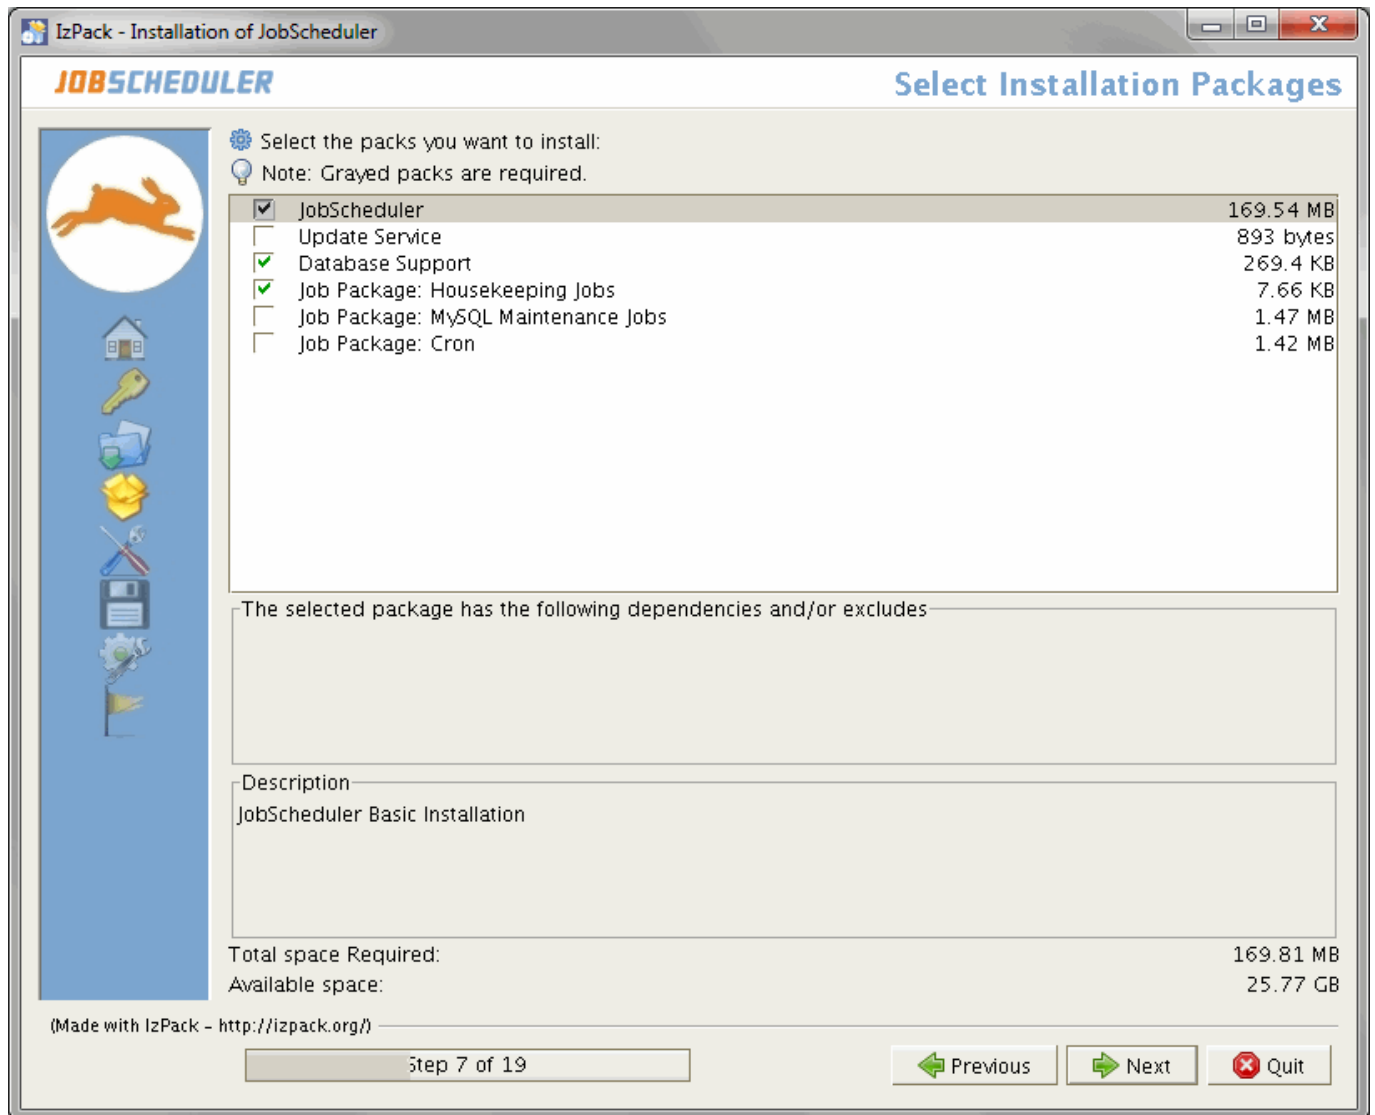 IzPack - Installation of JobScheduler
JOBSCHEDULER
Select Installation Packages
Select the packs you want to install:
Note: Grayed packs are required.
JobScheduler 169.54 MB
Update Service 893 bytes
Database Support 269.4 KB
Job Package: Housekeeping Jobs 7.66 KB
Job Package: MySQL Maintenance Jobs 1.47 MB
Job Package: Cron 1.42 MB
The selected package has the following dependencies and/or excludes
Description
JobScheduler Basic Installation
Total space Required: 169.81 MB
Available space: 25.77 GB
(Made with IzPack - http://izpack.org/)
Step 7 of 19
Previous
Next
Quit